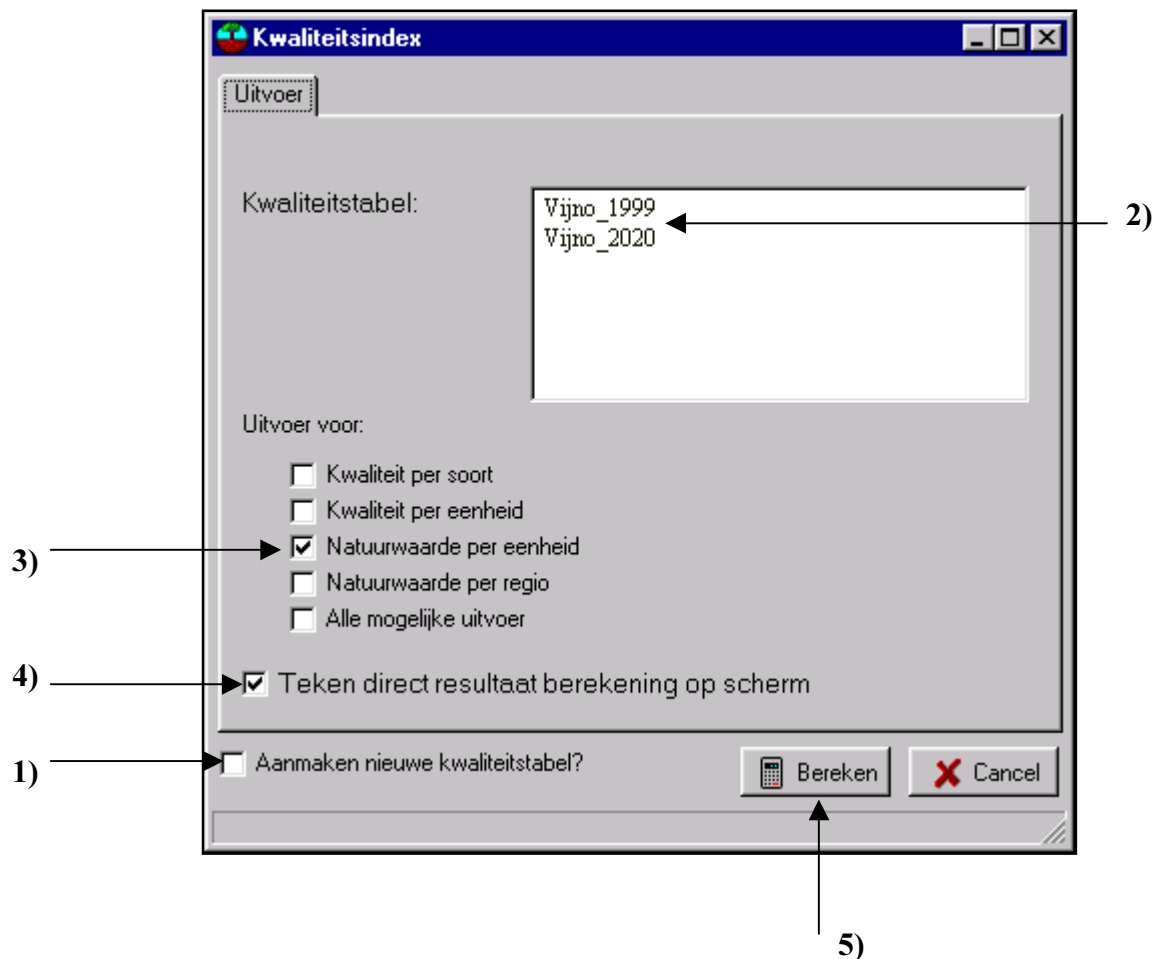 Kwaliteitsindex
Uitvoer
Kwaliteitstabel:
Vijno_1999
Vijno_2020
2)
Uitvoer voor:
Kwaliteit per soort
Kwaliteit per eenheid
3)
Natuurwaarde per eenheid
Natuurwaarde per regio
Alle mogelijke uitvoer
4)
Teken direct resultaat berekening op scherm
1)
Aanmaken nieuwe kwaliteitstabel?
Bereken
Cancel
5)